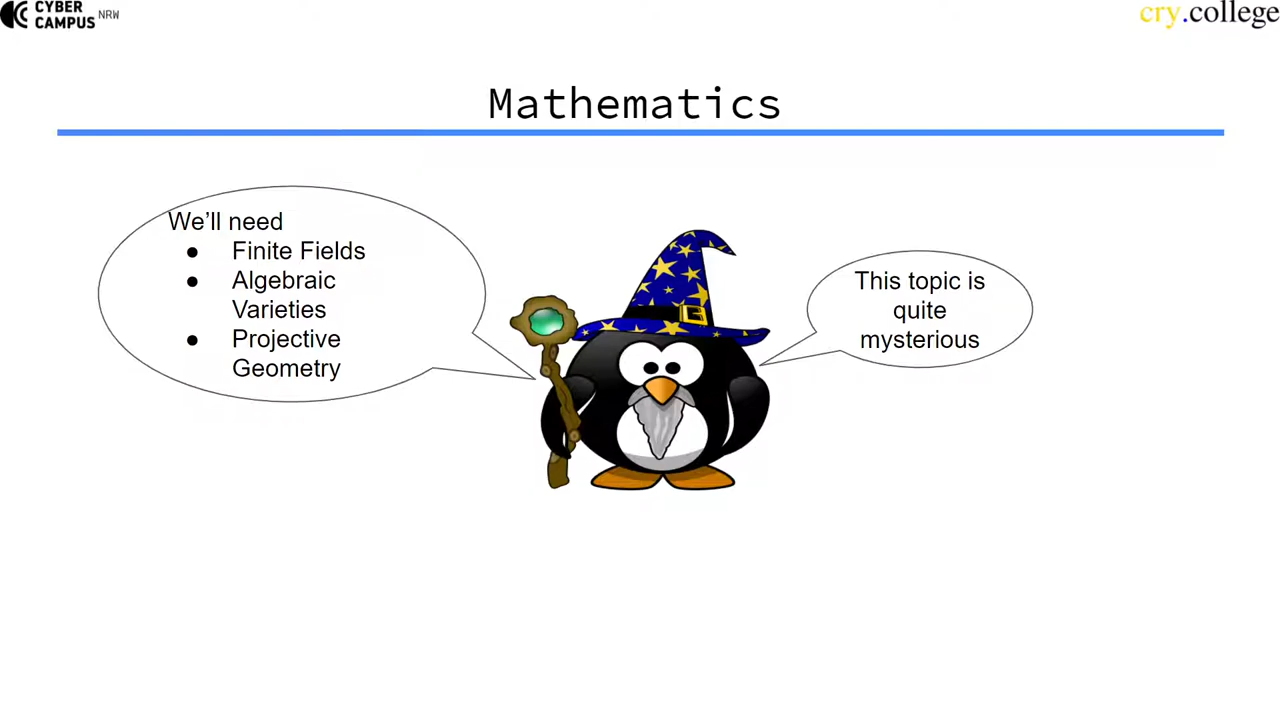 CYBER
CAMPUS NRW
cry.college
Mathematics
We'll need
● Finite Fields
● Algebraic
Varieties
● Projective
Geometry
This topic is
quite
mysterious